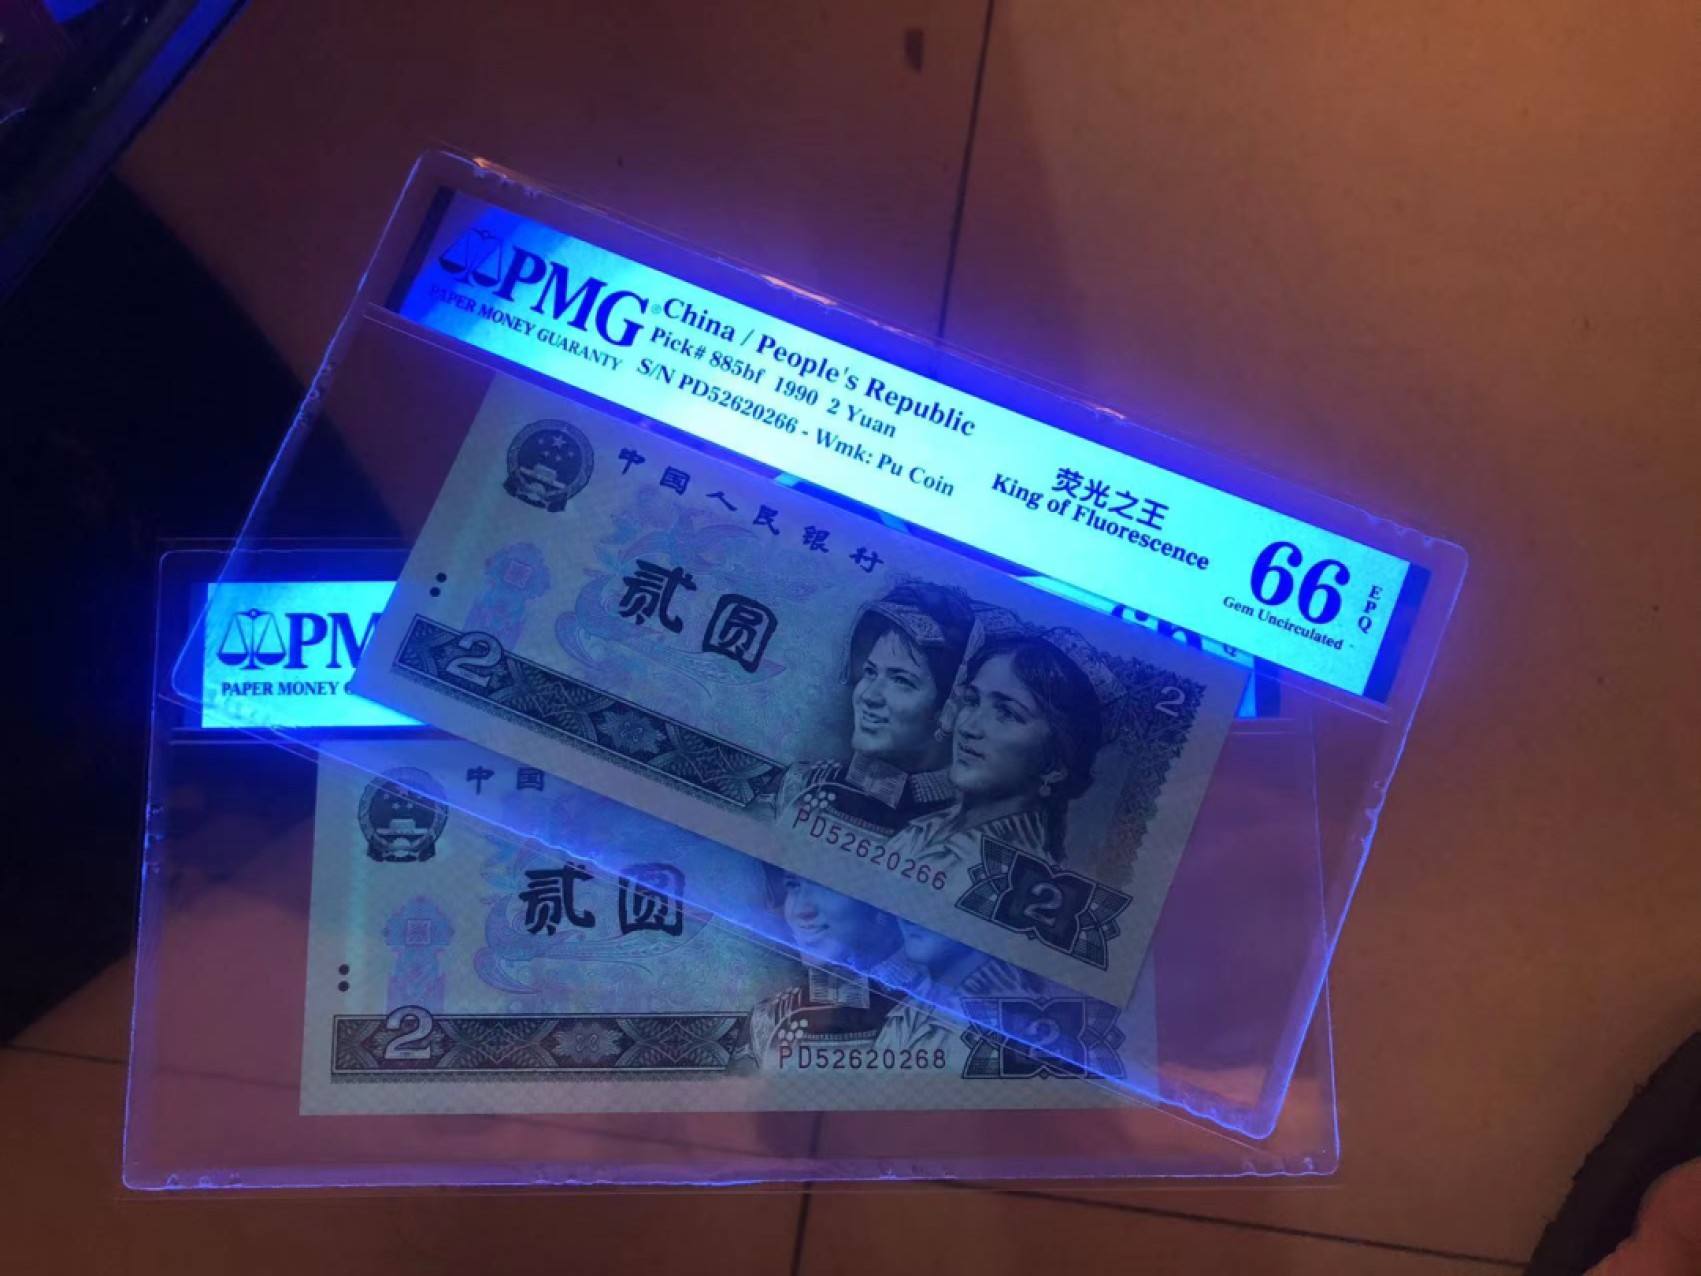 PMG
PAPER MONEY GUARANTY
China / People's Republic
Pick# 885bf 1990 2 Yuan
S/N PD52620266 - Wmk: Pu Coin
荧光之王
King of Fluorescence
66
EPQ
Gem Uncirculated
中国人民银行
贰圆
2
2
PD52620266
2
PM
PAPER MONEY
中国
贰圆
2
PD52620268
2